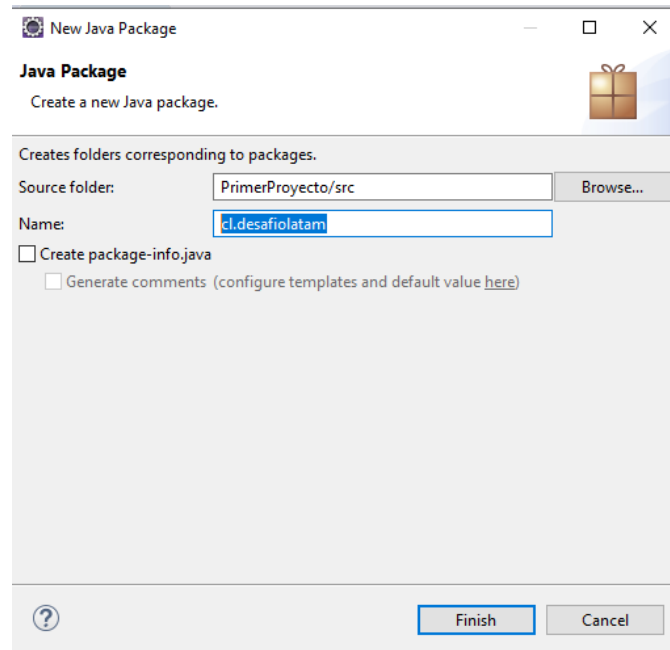 New Java Package
Java Package
Create a new Java package.
Creates folders corresponding to packages.
Source folder: PrimerProyecto/src Browse...
Name: cl.desafiolatam
Create package-info.java
Generate comments (configure templates and default value here)
? Finish Cancel